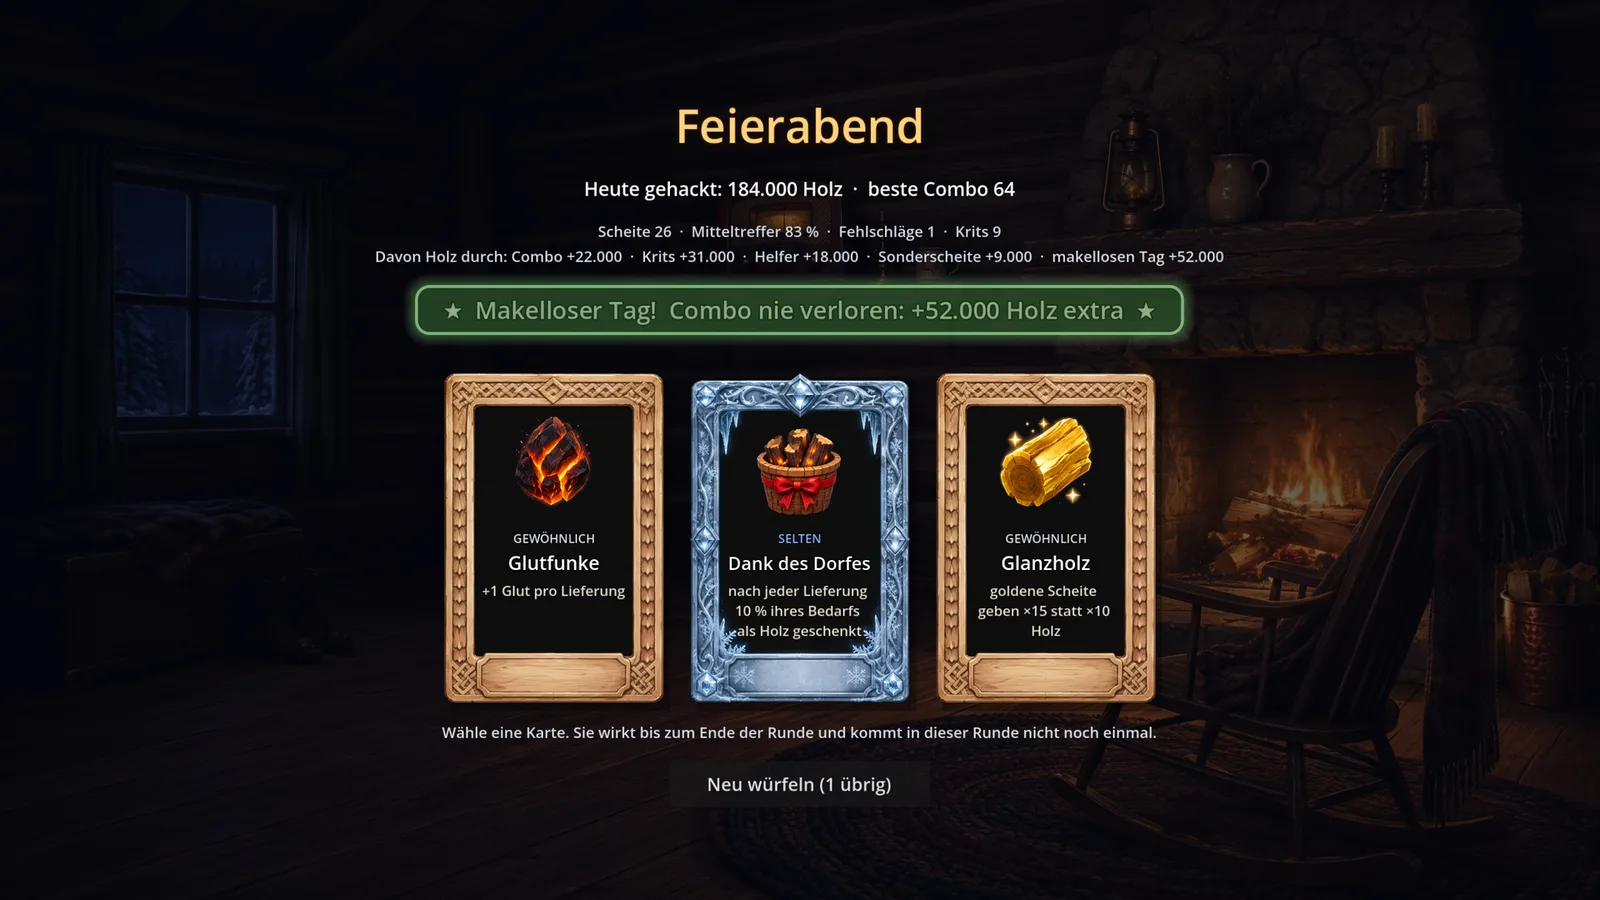 Feierabend
Heute gehackt: 184.000 Holz · beste Combo 64
Scheite 26 · Mitteltreffer 83 % · Fehlschläge 1 · Krits 9
Davon Holz durch: Combo +22.000 · Krits +31.000 · Helfer +18.000 · Sonderscheite +9.000 · makellosen Tag +52.000
★ Makelloser Tag! Combo nie verloren: +52.000 Holz extra ★
GEWÖHNLICH
Glutfunke
+1 Glut pro Lieferung
SELTEN
Dank des Dorfes
nach jeder Lieferung
10 % ihres Bedarfs
als Holz geschenkt
GEWÖHNLICH
Glanzholz
goldene Scheite
geben ×15 statt ×10
Holz
Wähle eine Karte. Sie wirkt bis zum Ende der Runde und kommt in dieser Runde nicht noch einmal.
Neu würfeln (1 übrig)